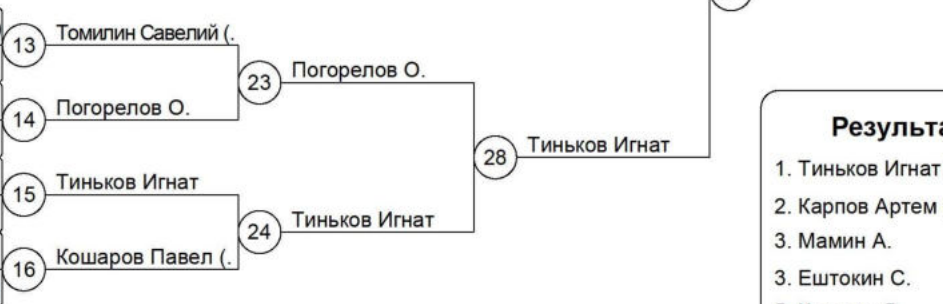 13
Томилин Савелий (.
23
Погорелов О.
14
Погорелов О.
28
Тиньков Игнат
15
Тиньков Игнат
24
Тиньков Игнат
16
Кошаров Павел (.
Результа
1. Тиньков Игнат
2. Карпов Артем
3. Мамин А.
3. Ештокин С.